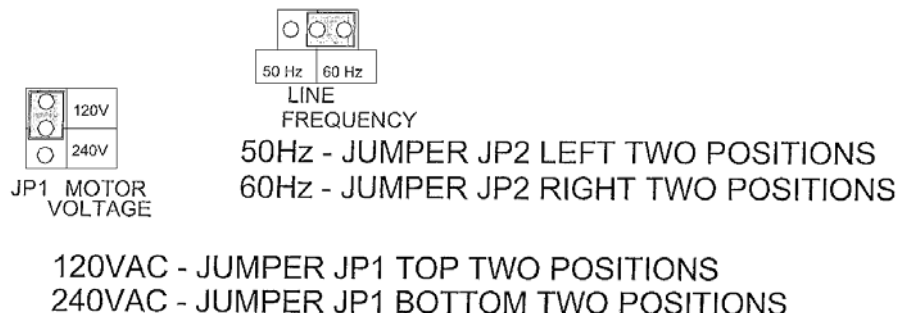 50 Hz 60 Hz
LINE
FREQUENCY
120V
240V
JP1 MOTOR
VOLTAGE
50Hz - JUMPER JP2 LEFT TWO POSITIONS
60Hz - JUMPER JP2 RIGHT TWO POSITIONS
120VAC - JUMPER JP1 TOP TWO POSITIONS
240VAC - JUMPER JP1 BOTTOM TWO POSITIONS